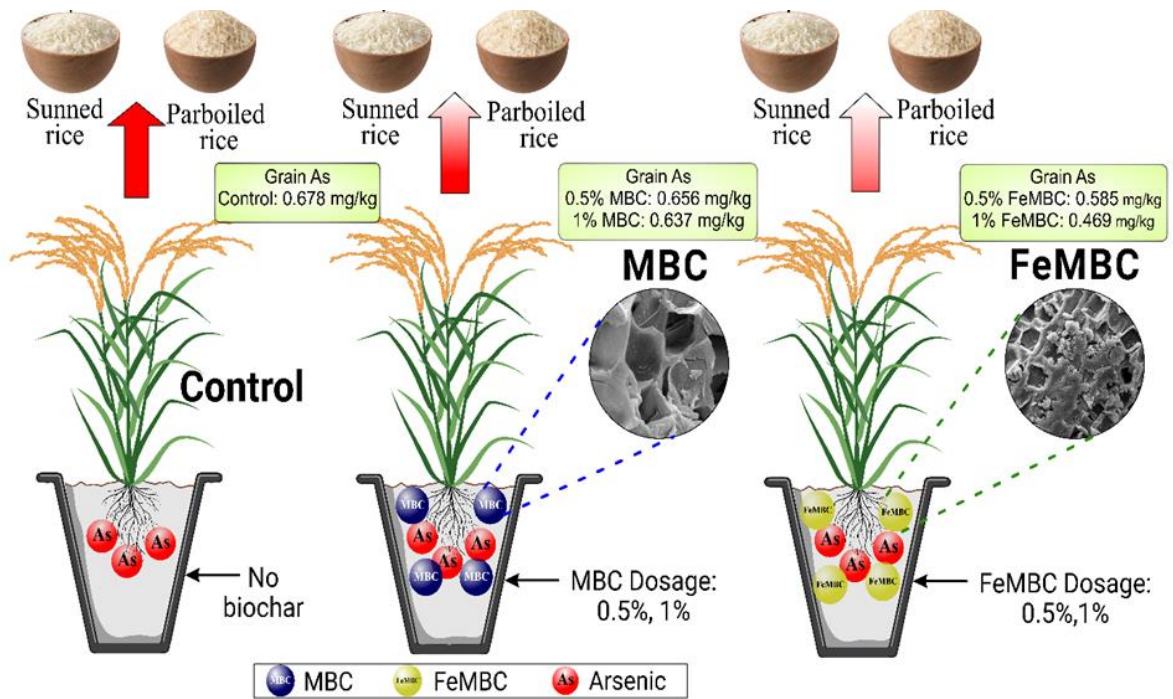 Sunned
rice
Parboiled
rice
Sunned
rice
Parboiled
rice
Sunned
rice
Parboiled
rice
Grain As
Control: 0.678 mg/kg
Grain As
0.5% MBC: 0.656 mg/kg
1% MBC: 0.637 mg/kg
Grain As
0.5% FeMBC: 0.585 mg/kg
1% FeMBC: 0.469 mg/kg
Control
MBC
FeMBC
As
As
As
No
biochar
MBC
MBC
As
As
As
MBC
MBC
MBC Dosage:
0.5%, 1%
FeMBC
FeMBC
As
As
As
FeMBC
FeMBC
FeMBC Dosage:
0.5%,1%
MBC MBC FeMBC FeMBC As Arsenic